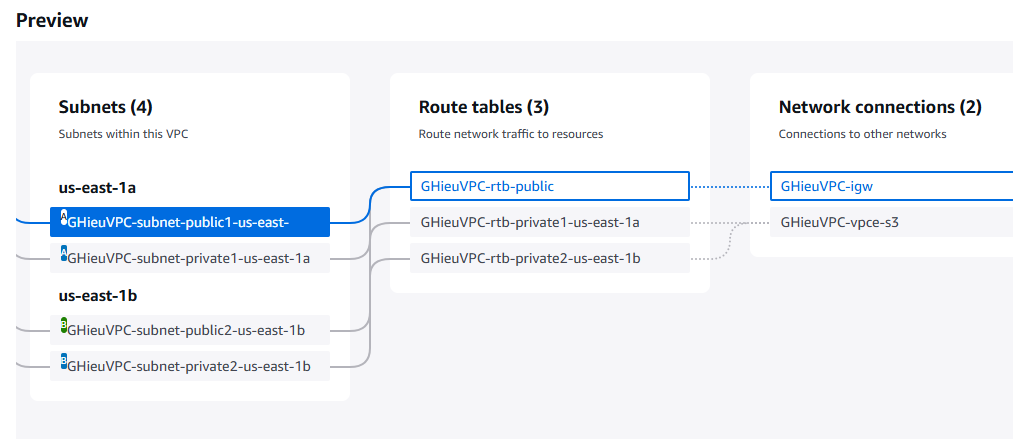 Preview
Subnets (4)
Subnets within this VPC
us-east-1a
A
GHieuVPC-subnet-public1-us-east-
A
GHieuVPC-subnet-private1-us-east-1a
us-east-1b
B
GHieuVPC-subnet-public2-us-east-1b
B
GHieuVPC-subnet-private2-us-east-1b
Route tables (3)
Route network traffic to resources
GHieuVPC-rtb-public
GHieuVPC-rtb-private1-us-east-1a
GHieuVPC-rtb-private2-us-east-1b
Network connections (2)
Connections to other networks
GHieuVPC-igw
GHieuVPC-vpce-s3